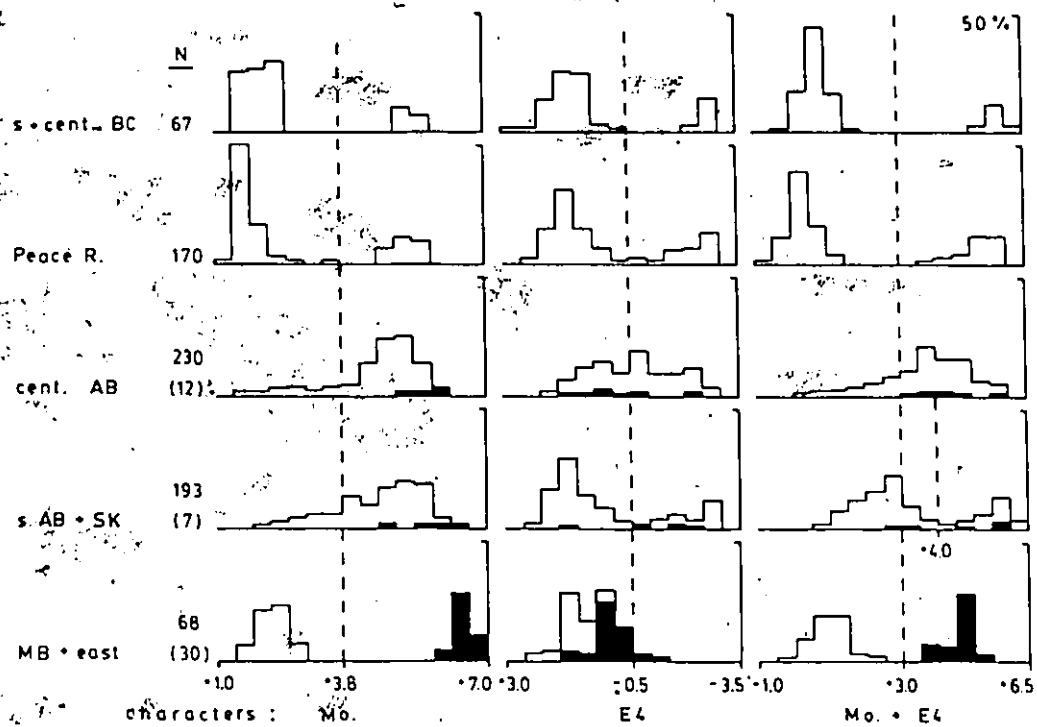 N
50%
s+cent. BC 67
Peace R. 170
cent. AB 230 (12)
s. AB + SK 193 (7)
+4.0
MB + east 68 (30)
+1.0 +3.8 +7.0 +3.0 -0.5 -3.5 -1.0 +3.0 +6.5
characters : Mo. E4 Mo. + E4